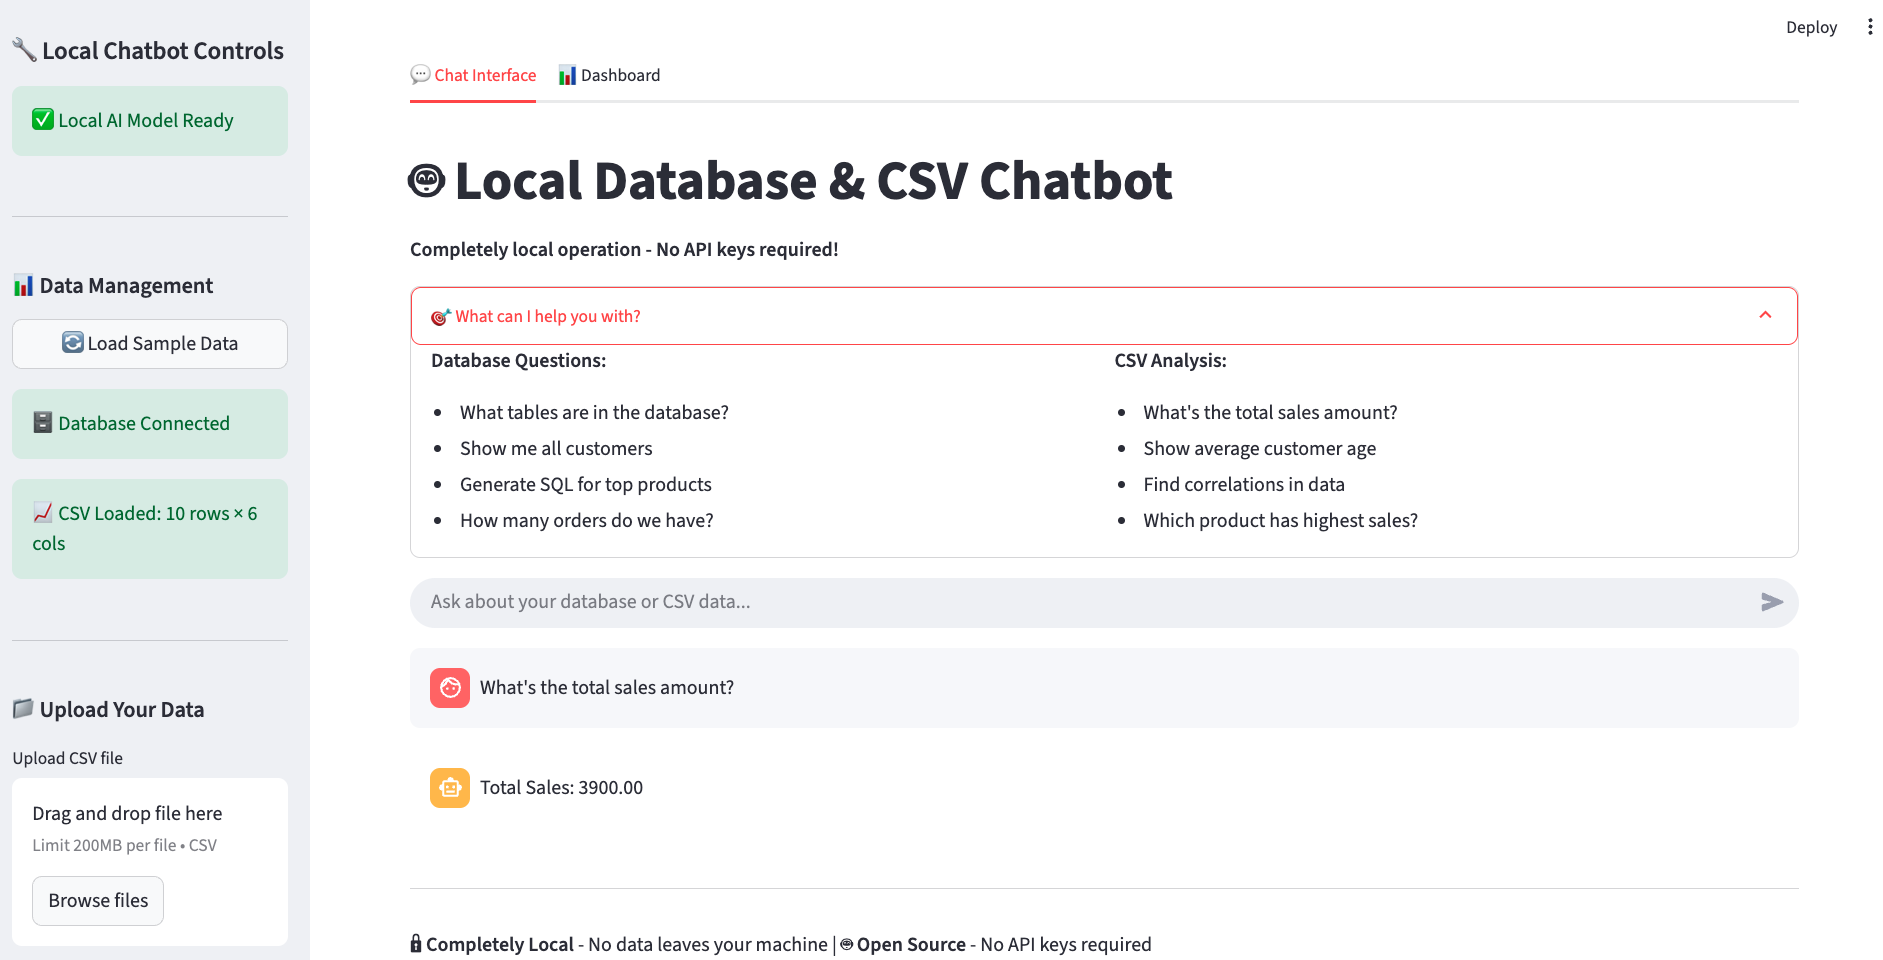 Local Chatbot Controls
Local AI Model Ready
Data Management
Load Sample Data
Database Connected
CSV Loaded: 10 rows × 6
cols
Upload Your Data
Upload CSV file
Drag and drop file here
Limit 200MB per file • CSV
Browse files
Deploy
Chat Interface
Dashboard
Local Database & CSV Chatbot
Completely local operation - No API keys required!
What can I help you with?
Database Questions:
• What tables are in the database?
• Show me all customers
• Generate SQL for top products
• How many orders do we have?
CSV Analysis:
• What's the total sales amount?
• Show average customer age
• Find correlations in data
• Which product has highest sales?
Ask about your database or CSV data...
What's the total sales amount?
Total Sales: 3900.00
Completely Local - No data leaves your machine | Open Source - No API keys required